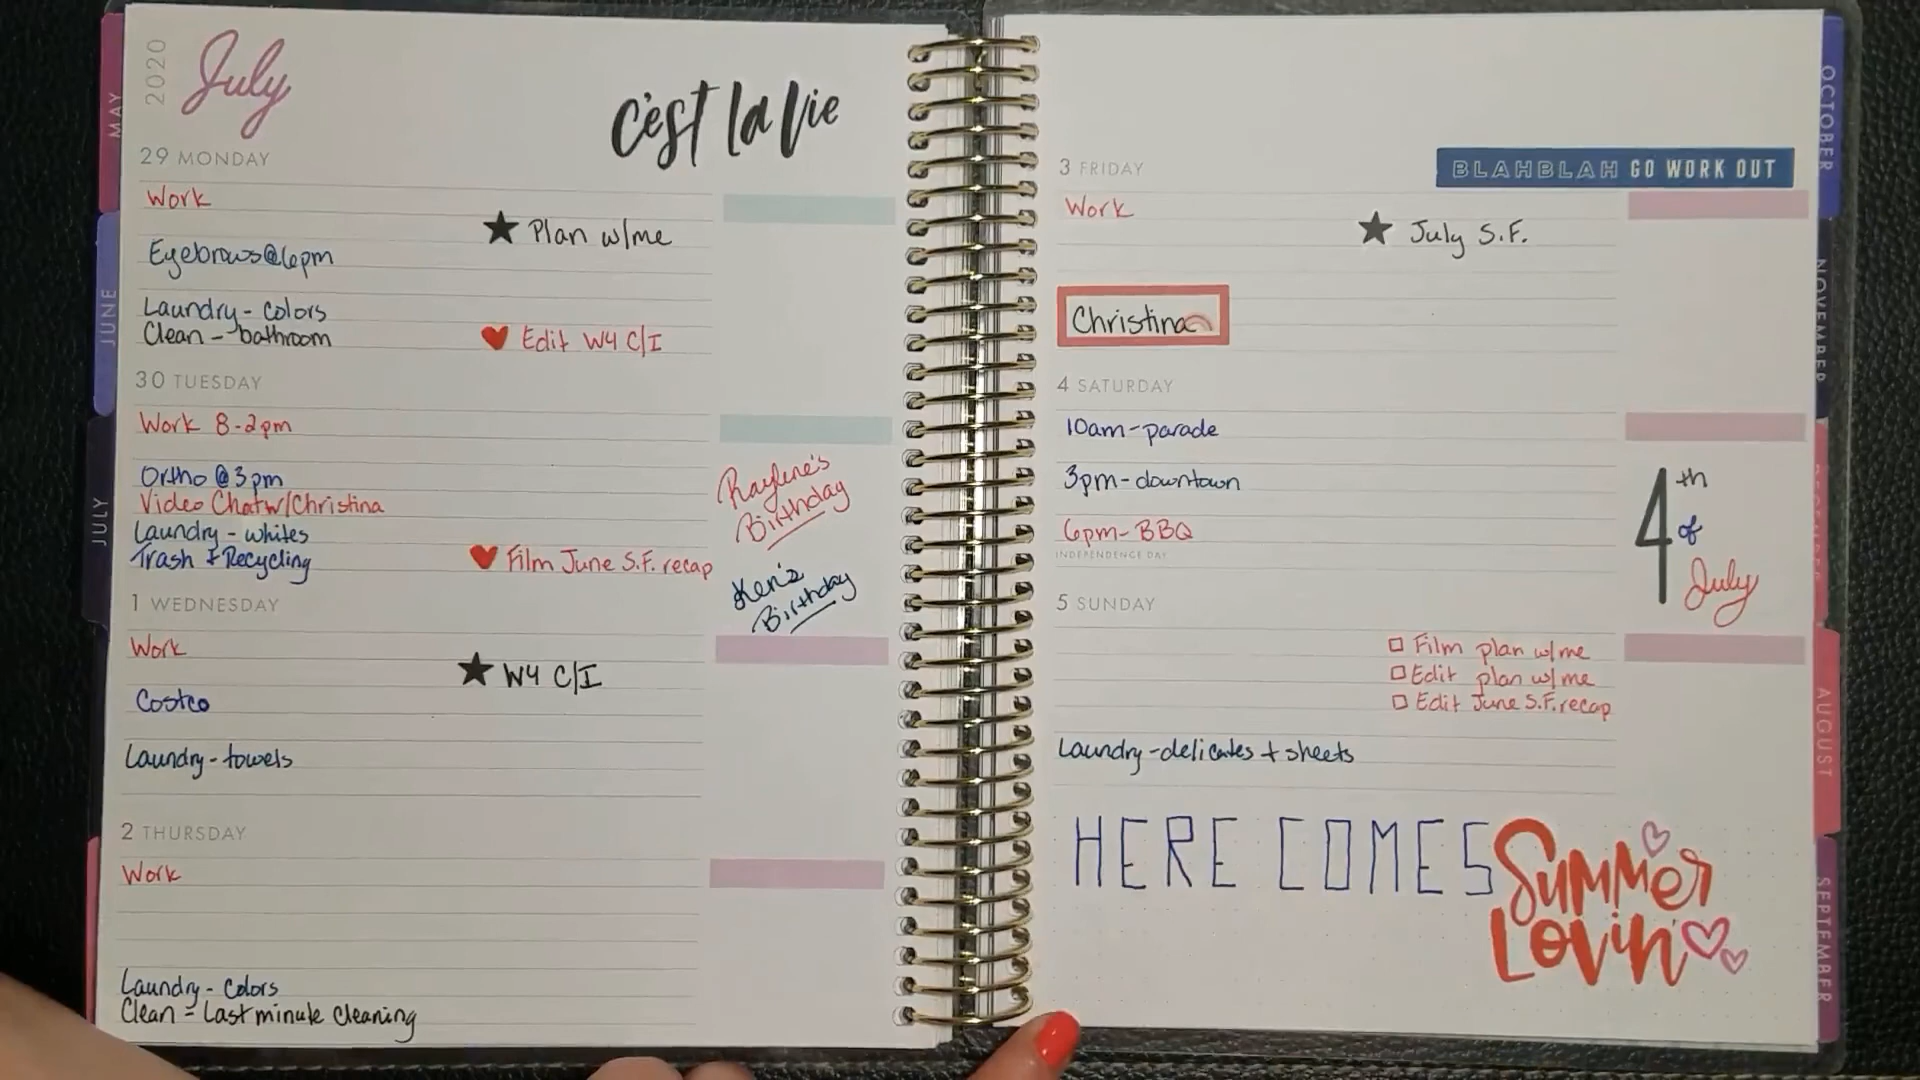 2020
July
c'est la vie
29 MONDAY
Work
★ Plan w/me
Eyebrows@6pm
Laundry - colors
Clean - bathroom
♥ Edit W4 C/I
30 TUESDAY
Work 8-2pm
Ortho @ 3pm
Video Chat w/Christina
Laundry - whites
Trash + Recycling
♥ Film June S.F. recap
Raylene's
Birthday
Ken's
Birthday
1 WEDNESDAY
Work
★ W4 C/I
Costco
Laundry - towels
2 THURSDAY
Work
Laundry - colors
Clean = Last minute cleaning
MAY
JUNE
JULY
3 FRIDAY
BLAHBLAH GO WORK OUT
Work
★ July S.F.
Christina
4 SATURDAY
10am - parade
3pm - downtown
6pm - BBQ
INDEPENDENCE DAY
4th
of
July
5 SUNDAY
☐ Film plan w/me
☐ Edit plan w/me
☐ Edit June S.F. recap
Laundry - delicates + sheets
HERE COMES
Summer
Lovin'
OCTOBER
NOVEMBER
DECEMBER
AUGUST
SEPTEMBER